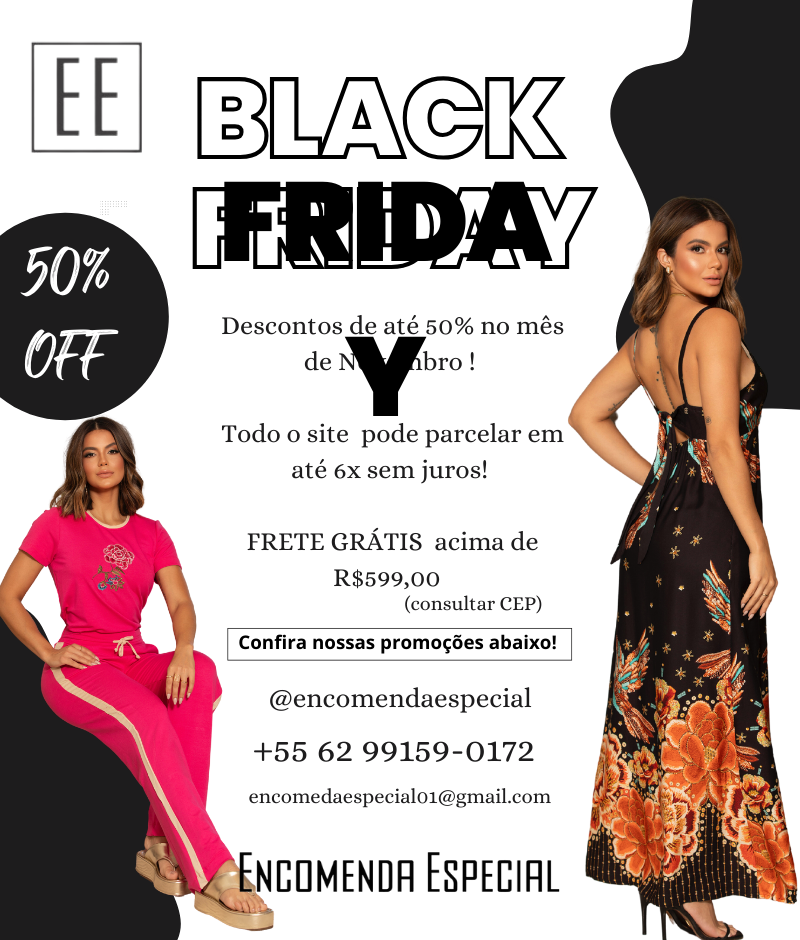 EE
BLACK
FRIDAY
FRIDA
Y
50%
OFF
Descontos de até 50% no mês
de Novembro !
Todo o site pode parcelar em
até 6x sem juros!
FRETE GRÁTIS acima de
R$599,00
(consultar CEP)
Confira nossas promoções abaixo!
@encomendaespecial
+55 62 99159-0172
encomedaespecial01@gmail.com
ENCOMENDA ESPECIAL